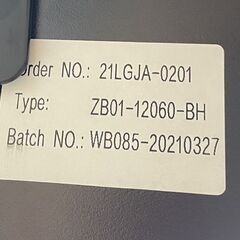 Order NO.: 21LGJA-0201
Type: ZB01-12060-BH
Batch NO.: WB085-20210327